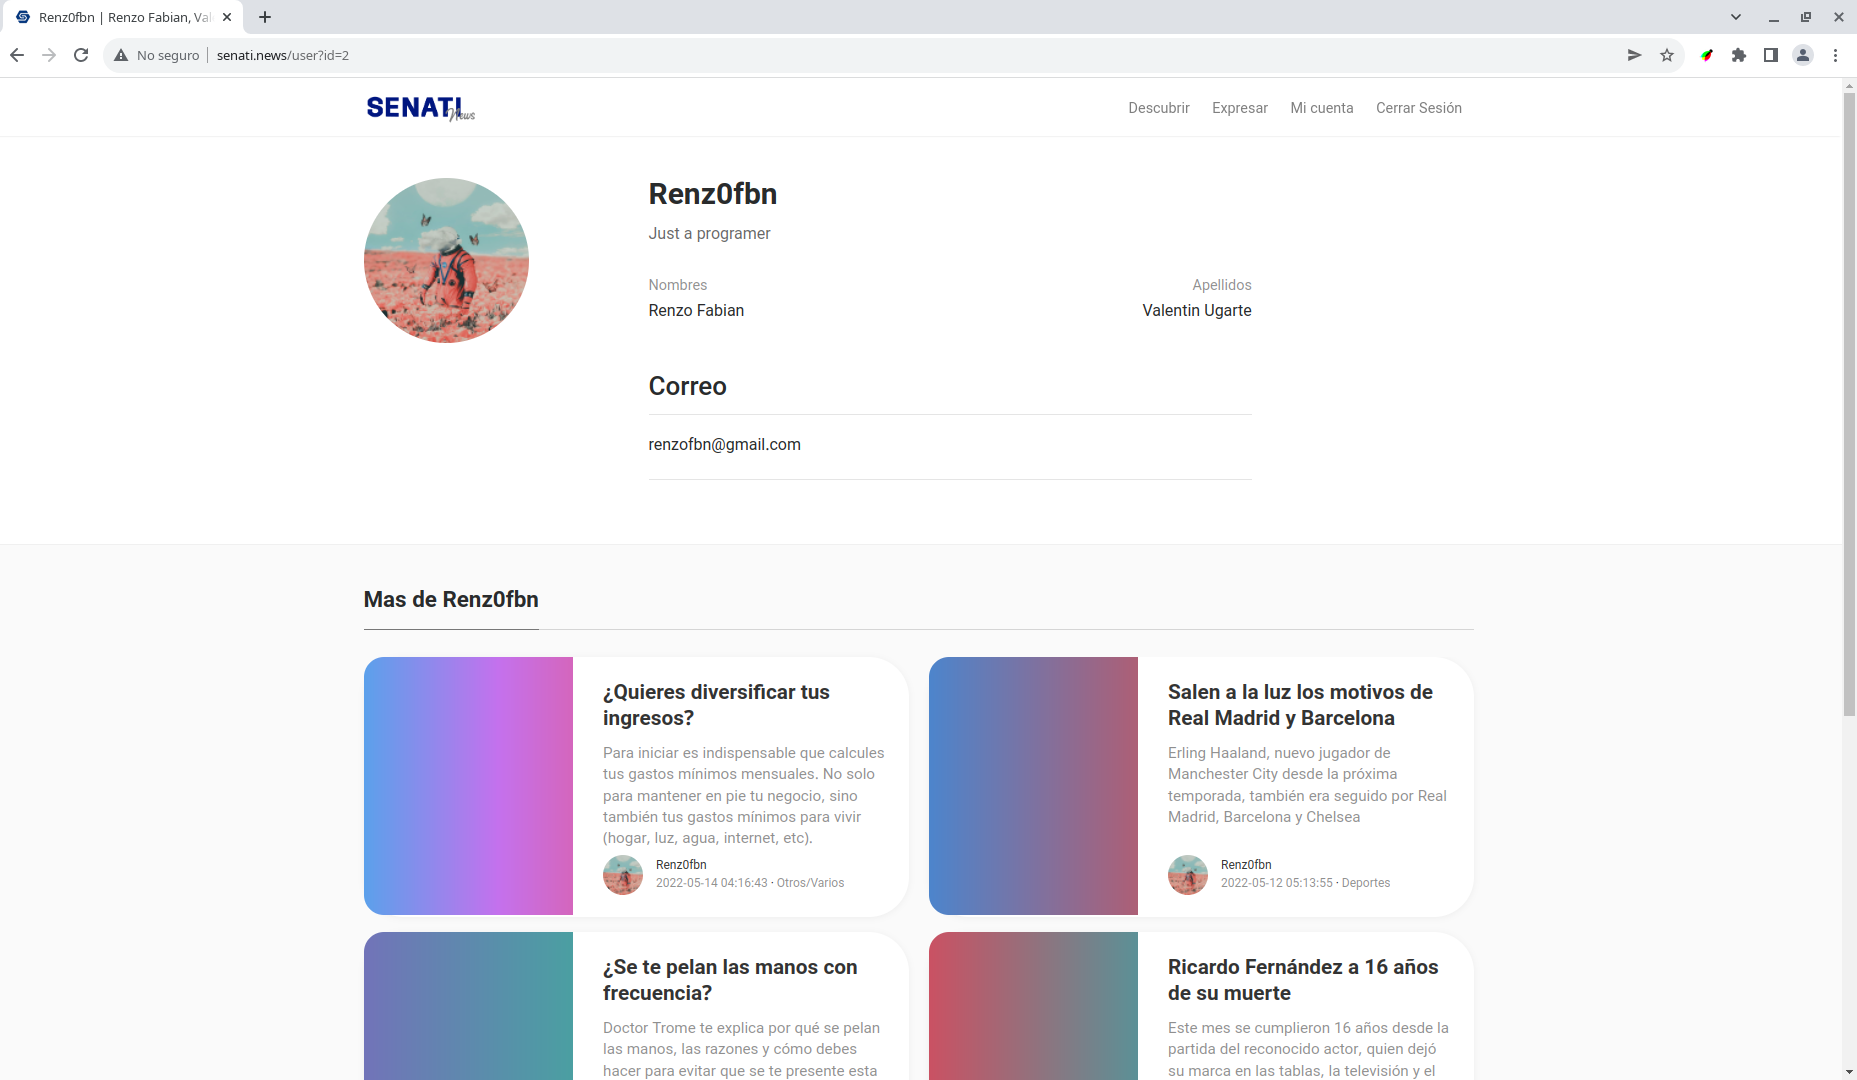 Renz0fbn | Renzo Fabian, Val
No seguro
senati.news/user?id=2
SENATI News
Descubrir
Expresar
Mi cuenta
Cerrar Sesión
Renz0fbn
Just a programer
Nombres
Apellidos
Renzo Fabian
Valentin Ugarte
Correo
renzofbn@gmail.com
Mas de Renz0fbn
¿Quieres diversificar tus
ingresos?
Para iniciar es indispensable que calcules
tus gastos mínimos mensuales. No solo
para mantener en pie tu negocio, sino
también tus gastos mínimos para vivir
(hogar, luz, agua, internet, etc).
Renz0fbn
2022-05-14 04:16:43 · Otros/Varios
Salen a la luz los motivos de
Real Madrid y Barcelona
Erling Haaland, nuevo jugador de
Manchester City desde la próxima
temporada, también era seguido por Real
Madrid, Barcelona y Chelsea
Renz0fbn
2022-05-12 05:13:55 · Deportes
¿Se te pelan las manos con
frecuencia?
Doctor Trome te explica por qué se pelan
las manos, las razones y cómo debes
hacer para evitar que se te presente esta
Ricardo Fernández a 16 años
de su muerte
Este mes se cumplieron 16 años desde la
partida del reconocido actor, quien dejó
su marca en las tablas, la televisión y el